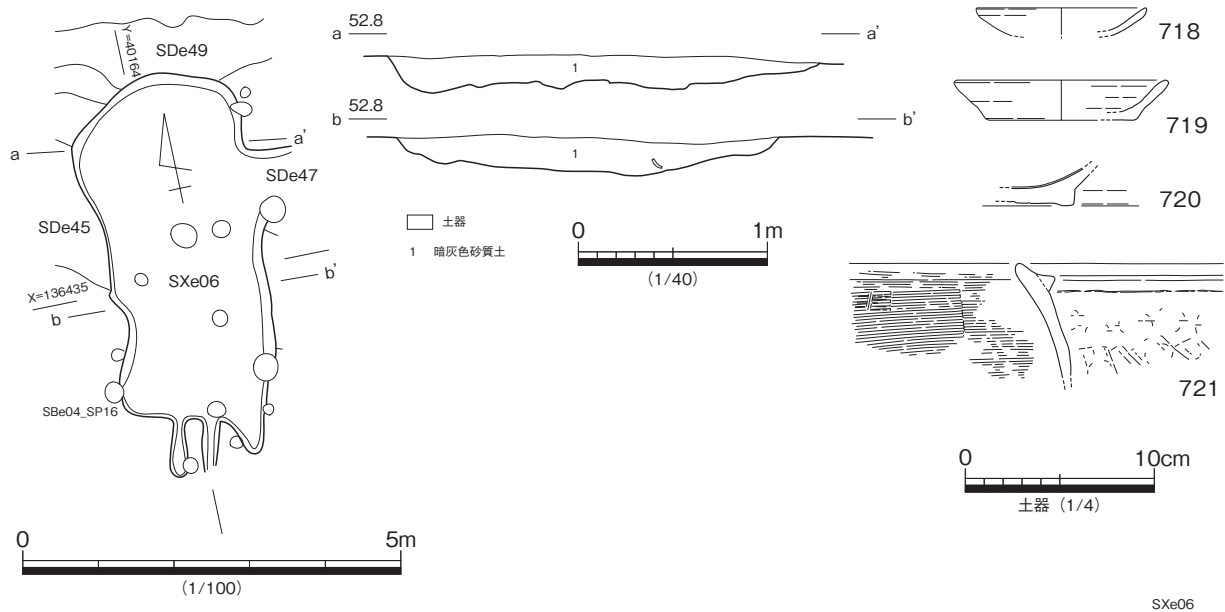 Y=40164
SDe49
a
a'
SDe47
SDe45
b'
SXe06
X=136435
b
SBe04_SP16
0 5m
(1/100)
52.8
a a'
1
52.8
b b'
1
土器
1 暗灰色砂質土
0 1m
(1/40)
718
719
720
721
0 10cm
土器 (1/4)
SXe06